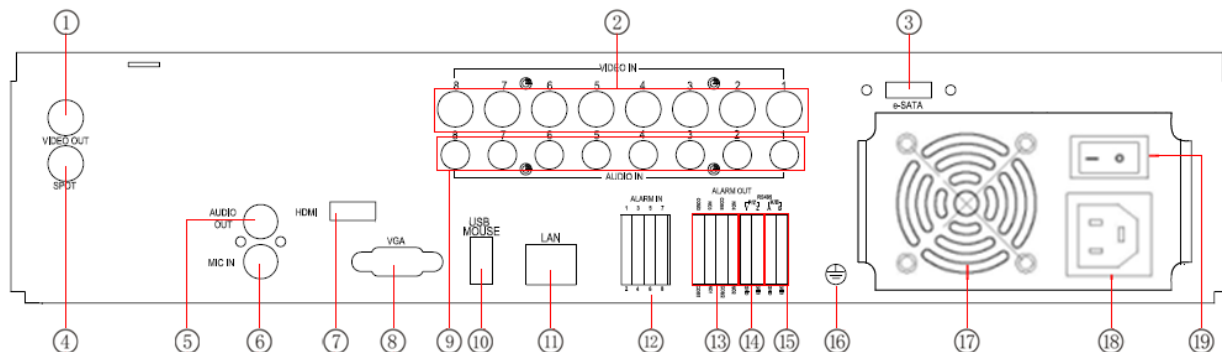 ① ② ③
VIDEO IN
8 7 6 5 4 3 2 1
e-SATA
VIDEO OUT
8 7 6 5 4 3 2 1
AUDIO IN
SPOT
⑲
AUDIO OUT
HDMI
ALARM IN
ALARM OUT
1 3 5 7
RS485
USB MOUSE
LAN
VGA
MIC IN
2 4 6 8
④ ⑤ ⑥ ⑦ ⑧ ⑨ ⑩ ⑪ ⑫ ⑬ ⑭ ⑮ ⑯ ⑰ ⑱